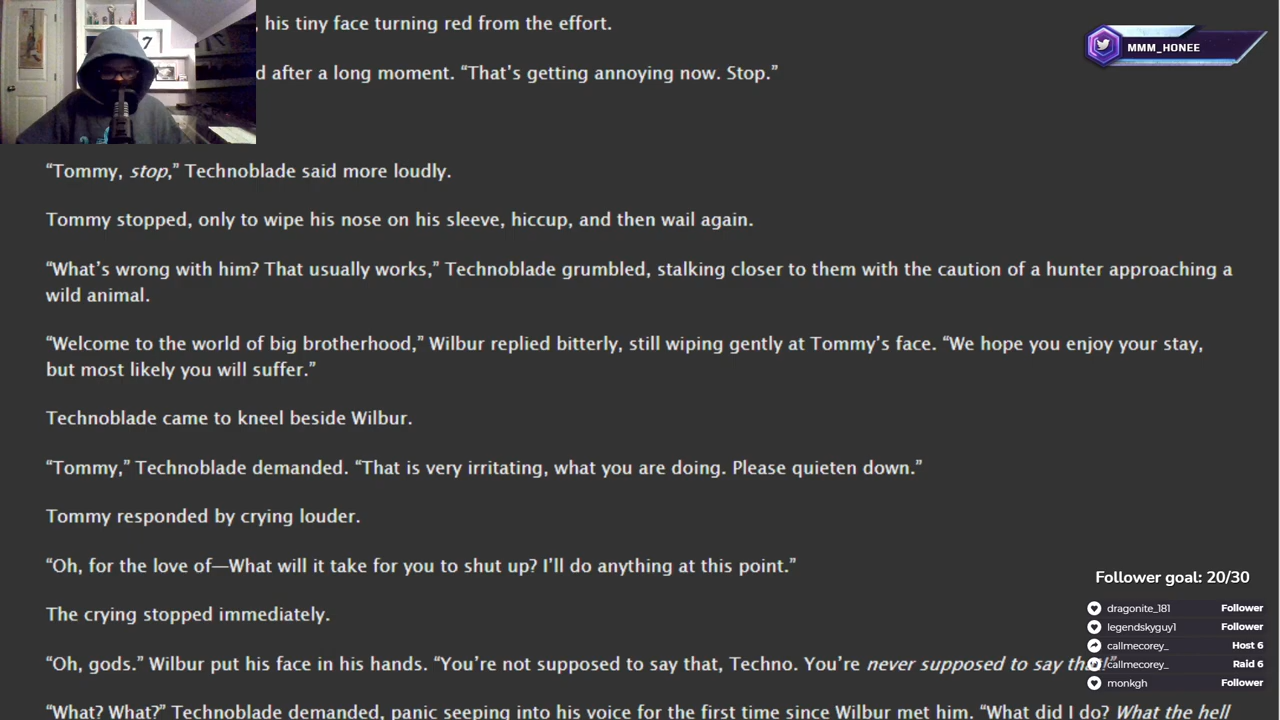 , his tiny face turning red from the effort.
MMM_HONEE
d after a long moment. “That’s getting annoying now. Stop.”
“Tommy, stop,” Technoblade said more loudly.
Tommy stopped, only to wipe his nose on his sleeve, hiccup, and then wail again.
“What’s wrong with him? That usually works,” Technoblade grumbled, stalking closer to them with the caution of a hunter approaching a
wild animal.
“Welcome to the world of big brotherhood,” Wilbur replied bitterly, still wiping gently at Tommy’s face. “We hope you enjoy your stay,
but most likely you will suffer.”
Technoblade came to kneel beside Wilbur.
“Tommy,” Technoblade demanded. “That is very irritating, what you are doing. Please quieten down.”
Tommy responded by crying louder.
“Oh, for the love of—What will it take for you to shut up? I’ll do anything at this point.”
The crying stopped immediately.
“Oh, gods.” Wilbur put his face in his hands. “You’re not supposed to say that, Techno. You’re never supposed to say that!”
“What? What?” Technoblade demanded, panic seeping into his voice for the first time since Wilbur met him. “What did I do? What the hell
Follower goal: 20/30
dragonite_181 Follower
legendskyguy1 Follower
callmecorey_ Host 6
callmecorey_ Raid 6
monkgh Follower